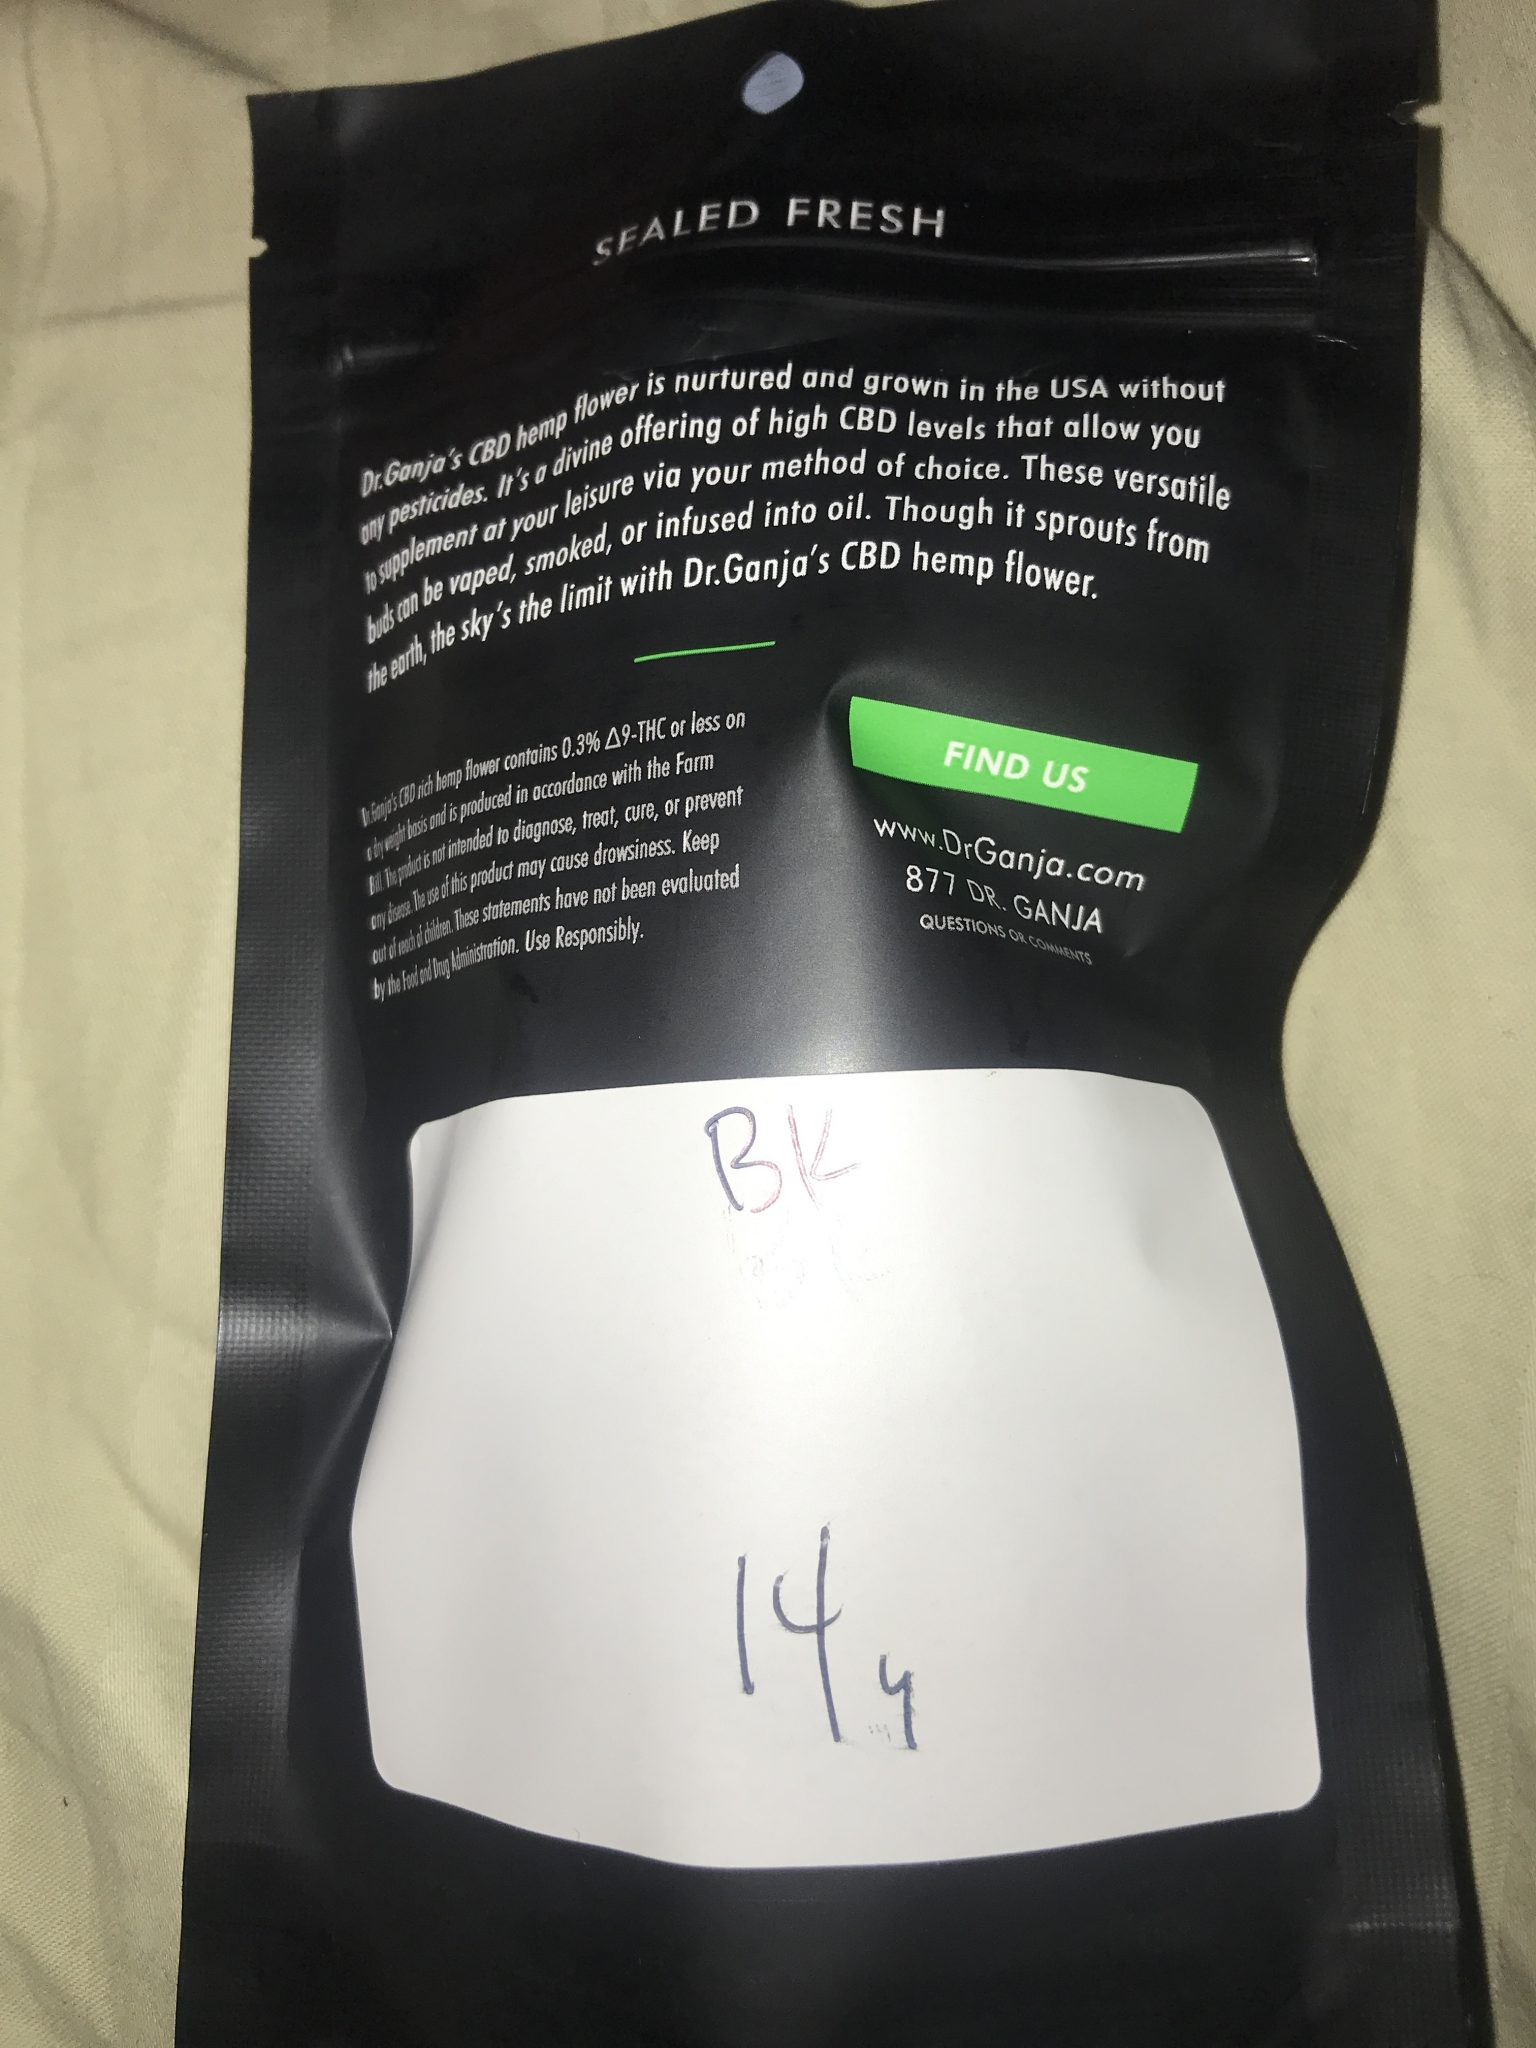 SEALED FRESH
Dr.Ganja's CBD hemp flower is nurtured and grown in the USA without
any pesticides. It's a divine offering of high CBD levels that allow you
to supplement at your leisure via your method of choice. These versatile
buds can be vaped, smoked, or infused into oil. Though it sprouts from
the earth, the sky's the limit with Dr.Ganja's CBD hemp flower.
Dr.Ganja's CBD rich hemp flower contains 0.3% Δ9-THC or less on
a dry weight basis and is produced in accordance with the Farm
Bill. The product is not intended to diagnose, treat, cure, or prevent
any disease. The use of this product may cause drowsiness. Keep
out of reach of children. These statements have not been evaluated
by the Food and Drug Administration. Use Responsibly.
FIND US
www.DrGanja.com
877 DR. GANJA
QUESTIONS OR COMMENTS
BK
14